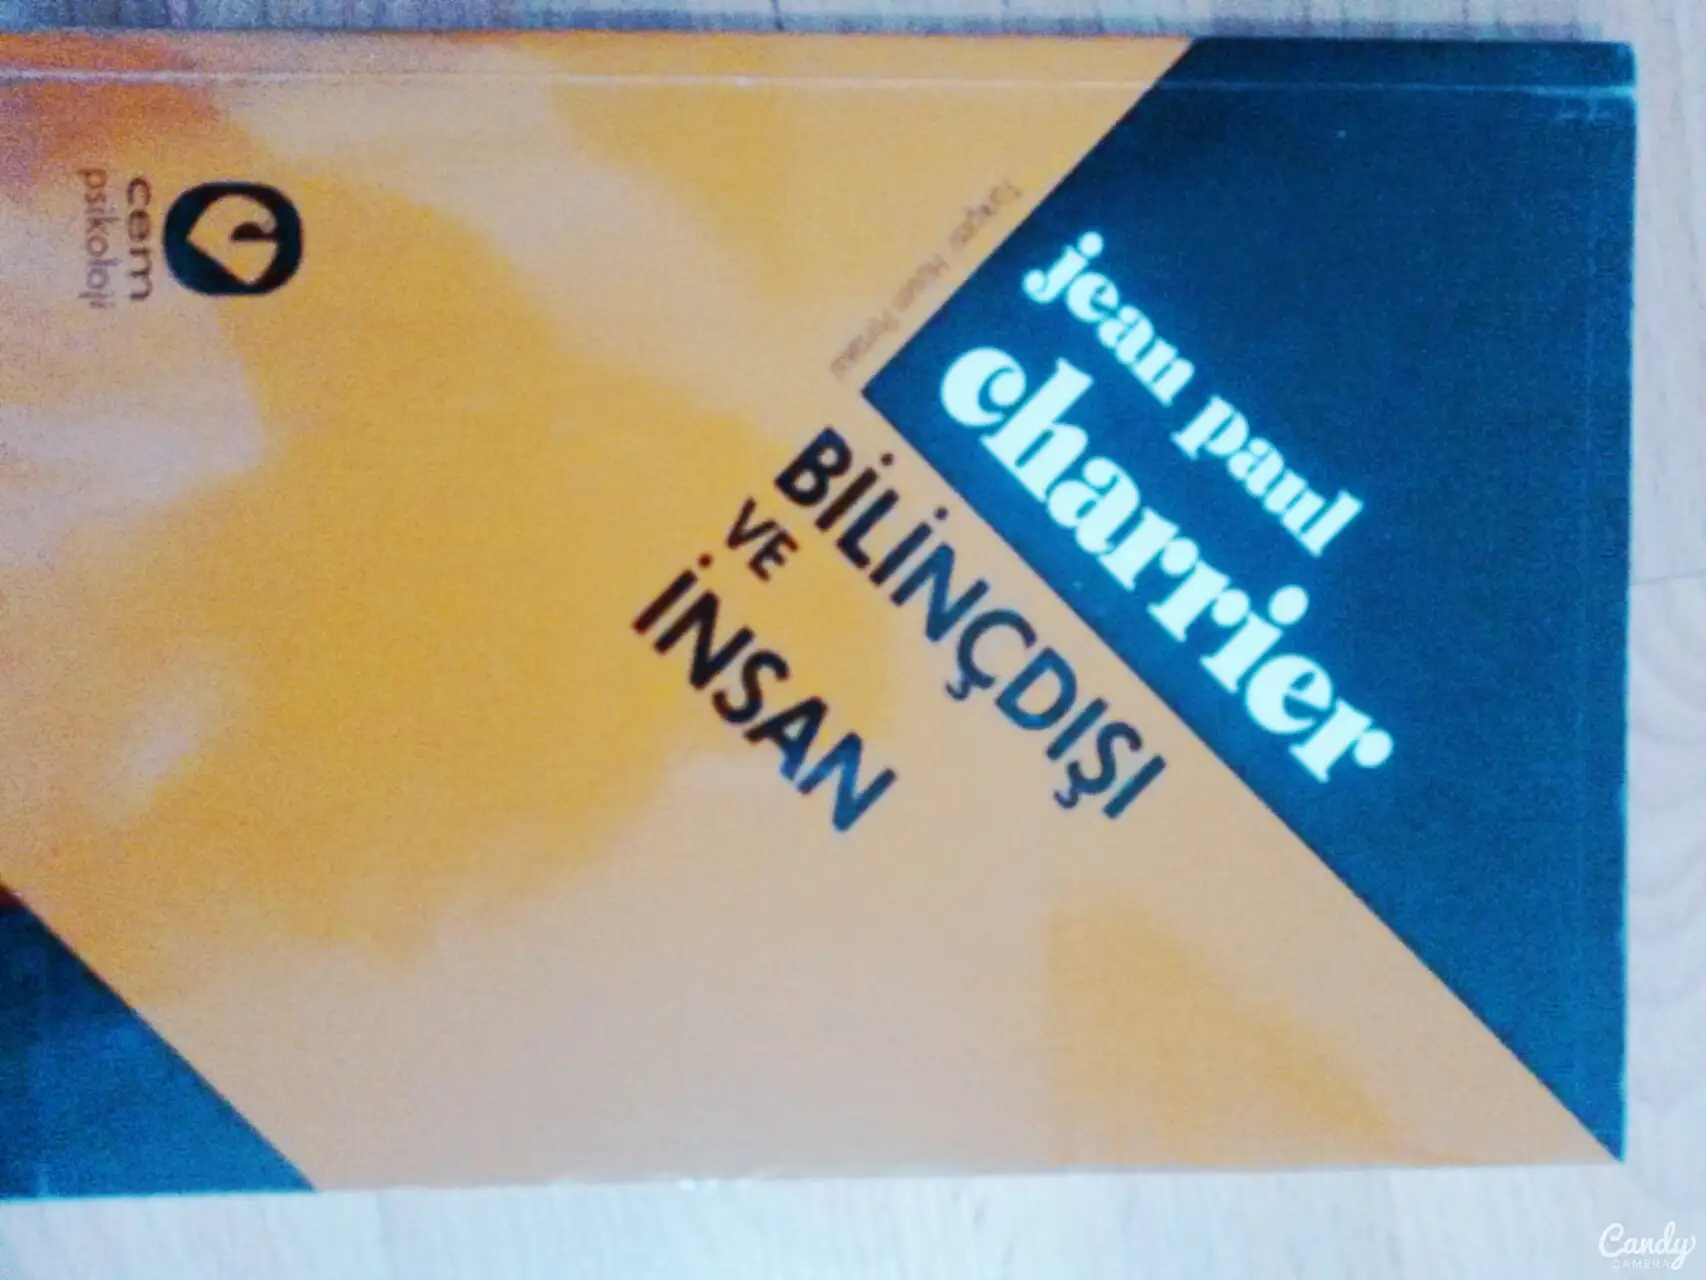 jean paul
charrier
BİLİNÇDIŞI
VE
İNSAN
cem
psikoloji
Candy
CAMERA